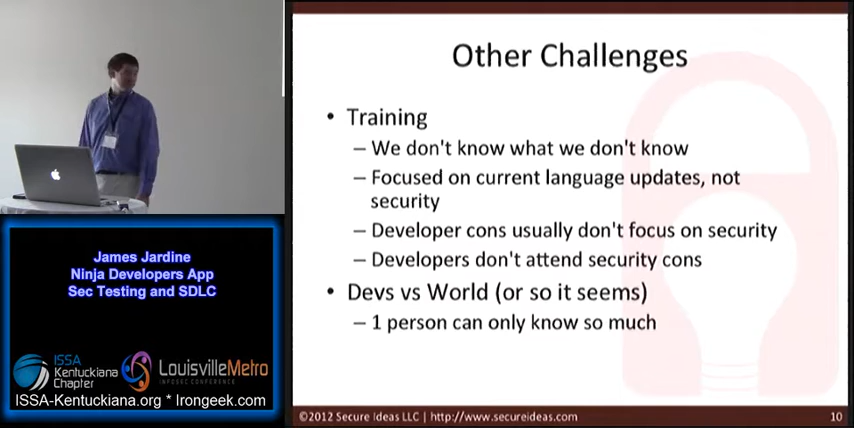 Other Challenges
• Training
– We don't know what we don't know
– Focused on current language updates, not
security
– Developer cons usually don't focus on security
– Developers don't attend security cons
• Devs vs World (or so it seems)
– 1 person can only know so much
©2012 Secure Ideas LLC | http://www.secureideas.com
10
James Jardine
Ninja Developers App
Sec Testing and SDLC
ISSA
Kentuckiana
Chapter
LouisvilleMetro
INFOSEC CONFERENCE
ISSA-Kentuckiana.org * Irongeek.com